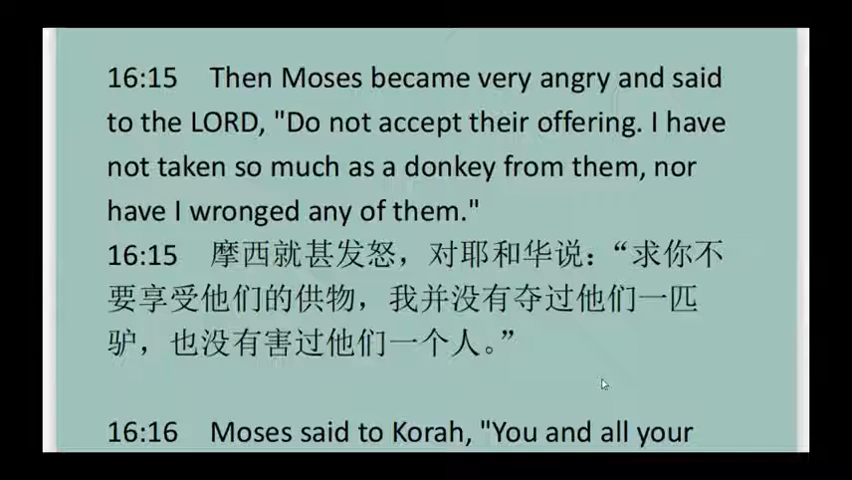 16:15 Then Moses became very angry and said
to the LORD, "Do not accept their offering. I have
not taken so much as a donkey from them, nor
have I wronged any of them."
16:15 摩西就甚发怒，对耶和华说：“求你不
要享受他们的供物，我并没有夺过他们一匹
驴，也没有害过他们一个人。”
16:16 Moses said to Korah, "You and all your